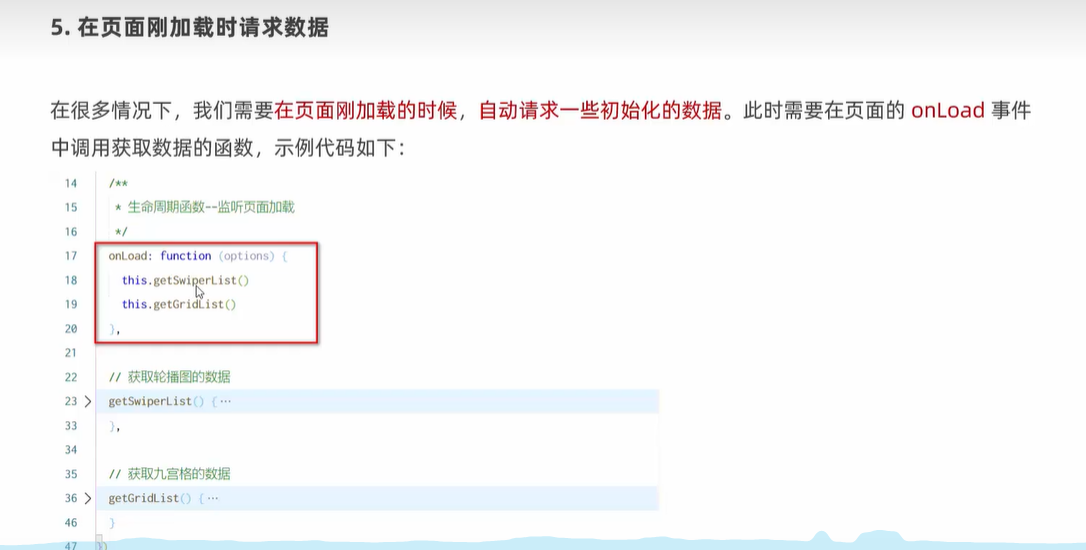 5. 在页面刚加载时请求数据
在很多情况下，我们需要在页面刚加载的时候，自动请求一些初始化的数据。此时需要在页面的 onLoad 事件
中调用获取数据的函数，示例代码如下：
14 /**
15 * 生命周期函数--监听页面加载
16 */
17 onLoad: function (options) {
18 this.getSwiperList()
19 this.getGridList()
20 },
21
22 // 获取轮播图的数据
23 getSwiperList() { ···
33 },
34
35 // 获取九宫格的数据
36 getGridList() { ···
46 }
47 })